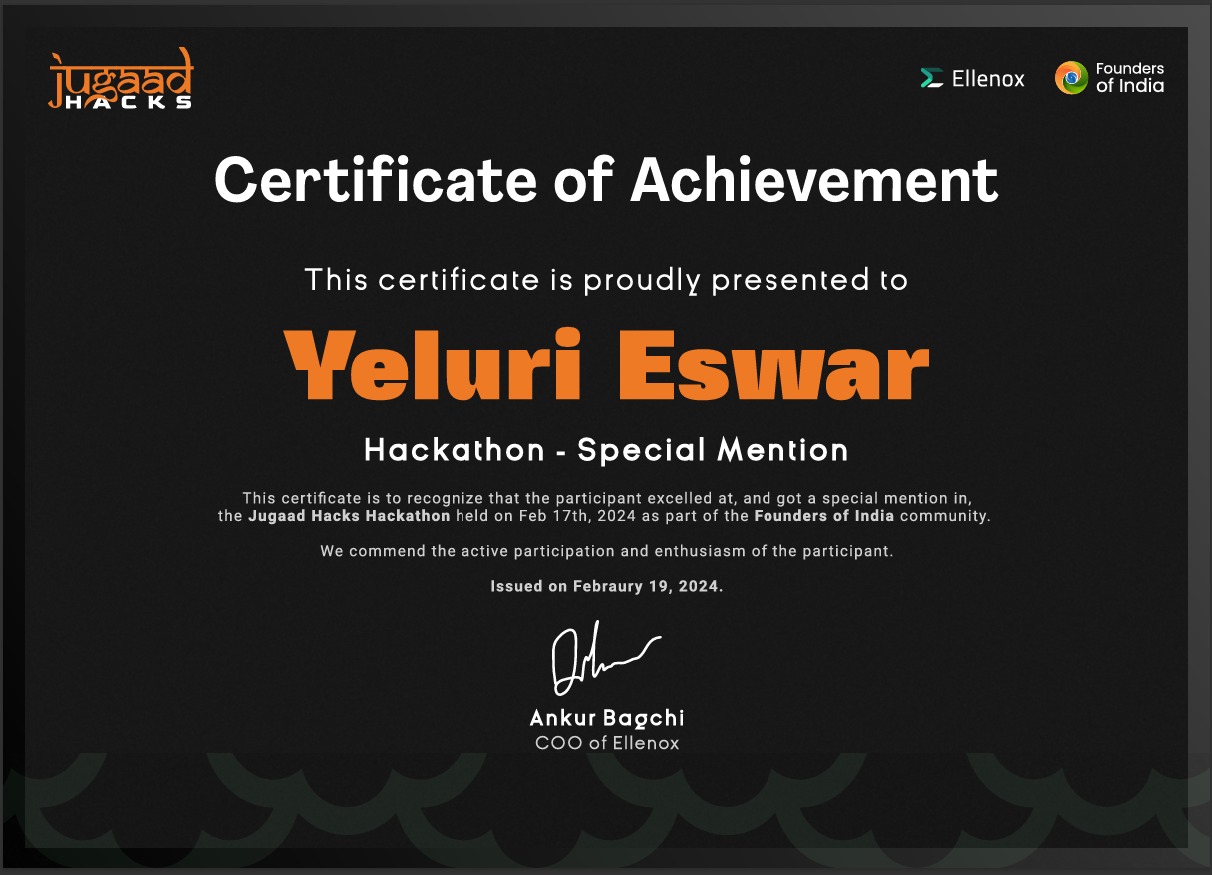 jugaad
HACKS
Ellenox
Founders
of India
Certificate of Achievement
This certificate is proudly presented to
Yeluri Eswar
Hackathon - Special Mention
This certificate is to recognize that the participant excelled at, and got a special mention in,
the Jugaad Hacks Hackathon held on Feb 17th, 2024 as part of the Founders of India community.
We commend the active participation and enthusiasm of the participant.
Issued on Febraury 19, 2024.
Ankur Bagchi
COO of Ellenox